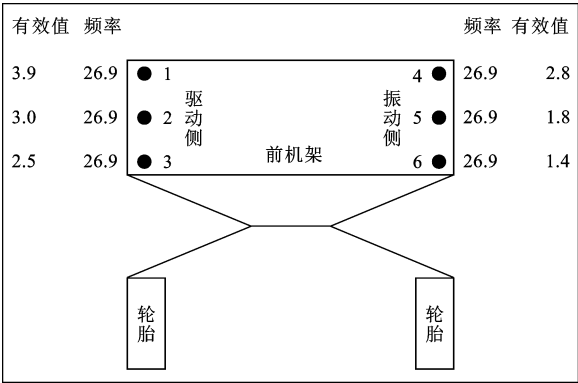 有效值 频率 频率 有效值
3.9 26.9 1 4 26.9 2.8
3.0 26.9 2 驱动侧 振动侧 5 26.9 1.8
2.5 26.9 3 前机架 6 26.9 1.4
轮胎 轮胎